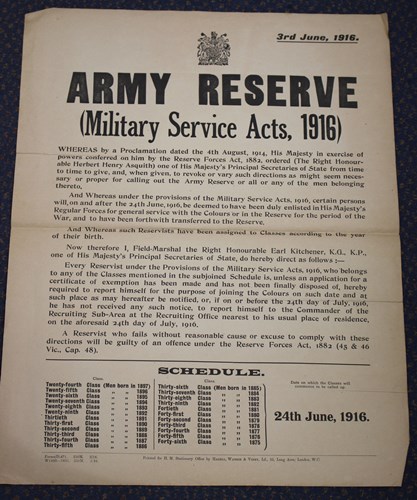 3rd June, 1916.
ARMY RESERVE
(Military Service Acts, 1916)
WHEREAS by a Proclamation dated the 4th August, 1914, His Majesty in exercise of
powers conferred on him by the Reserve Forces Act, 1882, ordered (The Right Honour-
able Herbert Henry Asquith) one of His Majesty's Principal Secretaries of State from time
to time to give, and, when given, to revoke or vary such directions as might seem neces-
sary or proper for calling out the Army Reserve or all or any of the men belonging
thereto,
And Whereas under the provisions of the Military Service Acts, 1916, certain persons
will, on and after the 24th June, 1916, be deemed to have been duly enlisted in His Majesty's
Regular Forces for general service with the Colours or in the Reserve for the period of the
War, and to have been forthwith transferred to the Reserve.
And Whereas such Reservists have been assigned to Classes according to the year
of their birth.
Now therefore I, Field-Marshal the Right Honourable Earl Kitchener, K.G., K.P.,
one of His Majesty's Principal Secretaries of State, do hereby direct as follows :—
Every Reservist under the Provisions of the Military Service Acts, 1916, who belongs
to any of the Classes mentioned in the subjoined Schedule is, unless an application for a
certificate of exemption has been made and has not been finally disposed of, hereby
required to report himself for the purpose of joining the Colours on such date and at
such place as may hereafter be notified, or, if on or before the 24th day of July, 1916,
he has not received any such notice, to report himself to the Commander of the
Recruiting Sub-Area at the Recruiting Office nearest to his usual place of residence,
on the aforesaid 24th day of July, 1916.
A Reservist who fails without reasonable cause or excuse to comply with these
directions will be guilty of an offence under the Reserve Forces Act, 1882 (45 & 46
Vic., Cap. 48).
SCHEDULE.
Class
Twenty-fourth Class (Men born in 1897)
Twenty-fifth Class " " 1896
Twenty-sixth Class " " 1895
Twenty-seventh Class " " 1894
Twenty-eighth Class " " 1893
Twenty-ninth Class " " 1892
Thirtieth Class " " 1891
Thirty-first Class " " 1890
Thirty-second Class " " 1889
Thirty-third Class " " 1888
Thirty-fourth Class " " 1887
Thirty-fifth Class " " 1886
Class
Thirty-sixth Class (Men born in 1885)
Thirty-seventh Class " " 1884
Thirty-eighth Class " " 1883
Thirty-ninth Class " " 1882
Fortieth Class " " 1881
Forty-first Class " " 1880
Forty-second Class " " 1879
Forty-third Class " " 1878
Forty-fourth Class " " 1877
Forty-fifth Class " " 1876
Forty-sixth Class " " 1875
Date on which the Classes will
commence to be called up.
24th June, 1916.
Printed for H. M. Stationery Office by